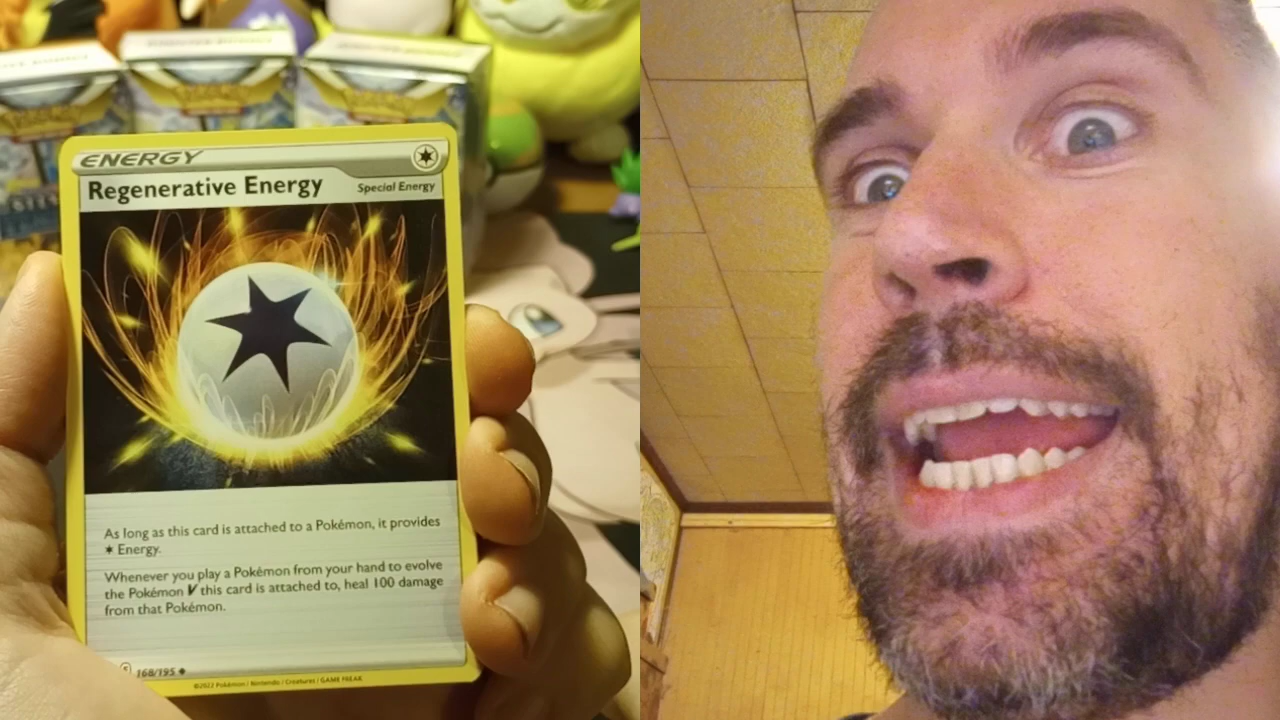 ENERGY
Regenerative Energy
Special Energy
As long as this card is attached to a Pokémon, it provides
✶ Energy.
Whenever you play a Pokémon from your hand to evolve
the Pokémon V this card is attached to, heal 100 damage
from that Pokémon.
168/195 ◆
©2022 Pokémon / Nintendo / Creatures / GAME FREAK